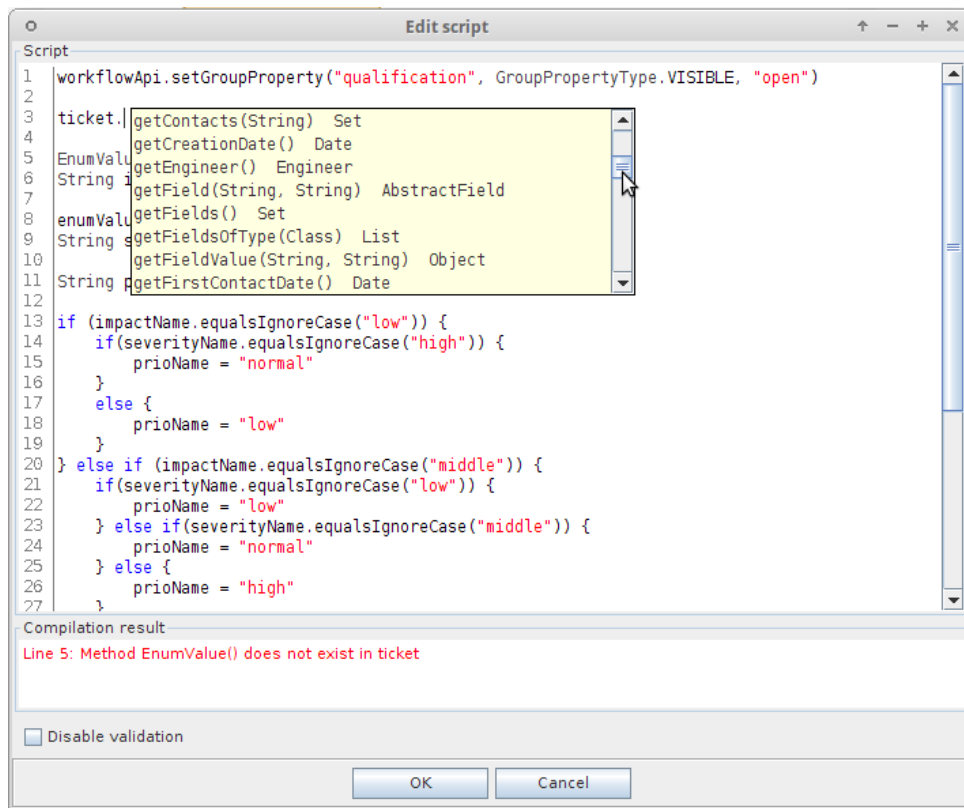 Edit script
Script
1 workflowApi.setGroupProperty("qualification", GroupPropertyType.VISIBLE, "open")
2
3 ticket.
getContacts(String) Set
getCreationDate() Date
getEngineer() Engineer
getField(String, String) AbstractField
getFields() Set
getFieldsOfType(Class) List
getFieldValue(String, String) Object
getFirstContactDate() Date
4
5 EnumValu
6 String i
7
8 enumValu
9 String s
10
11 String p
12
13 if (impactName.equalsIgnoreCase("low")) {
14 if(severityName.equalsIgnoreCase("high")) {
15 prioName = "normal"
16 }
17 else {
18 prioName = "low"
19 }
20 } else if (impactName.equalsIgnoreCase("middle")) {
21 if(severityName.equalsIgnoreCase("low")) {
22 prioName = "low"
23 } else if(severityName.equalsIgnoreCase("middle")) {
24 prioName = "normal"
25 } else {
26 prioName = "high"
27 }
Compilation result
Line 5: Method EnumValue() does not exist in ticket
Disable validation
OK Cancel